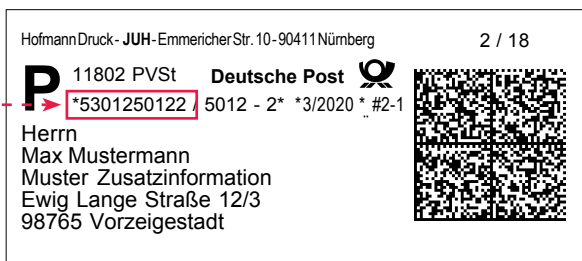 Hofmann Druck - JUH - Emmericher Str. 10 - 90411 Nürnberg 2 / 18
P 11802 PVSt Deutsche Post
*5301250122 / 5012 - 2* *3/2020 *¸¸ #2-1
Herrn
Max Mustermann
Muster Zusatzinformation
Ewig Lange Straße 12/3
98765 Vorzeigestadt